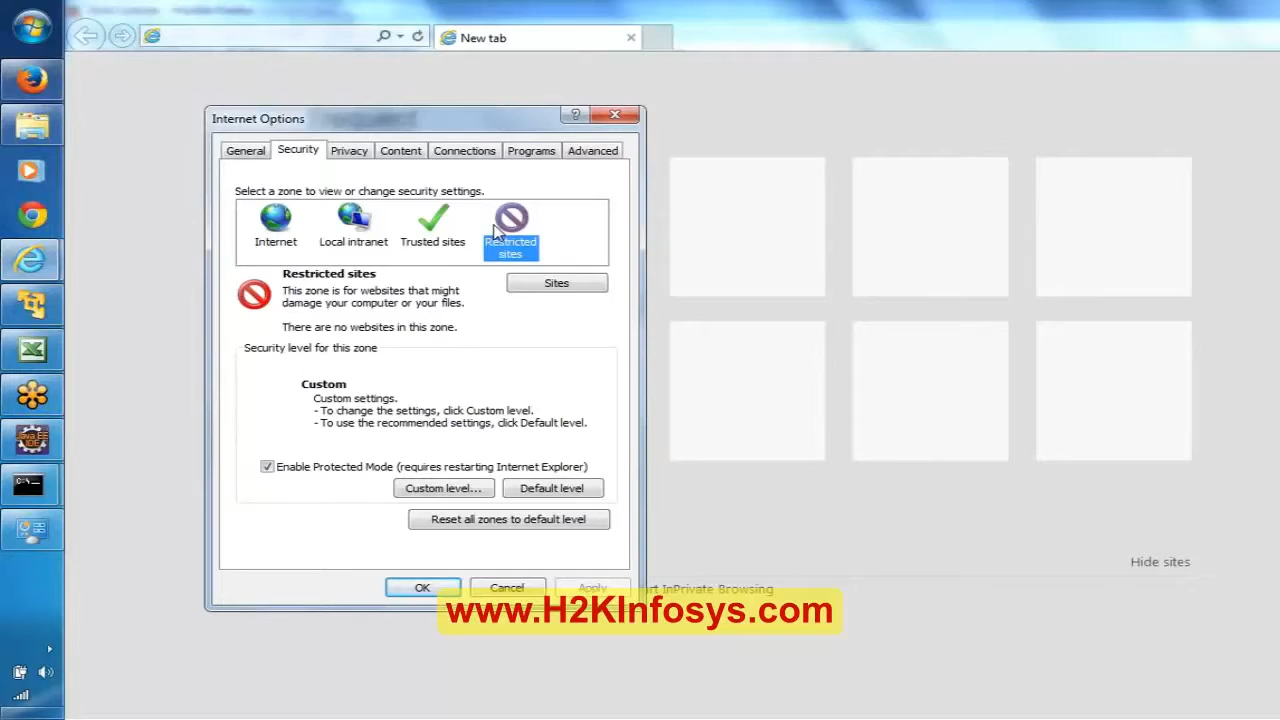 New tab
Internet Options
General Security Privacy Content Connections Programs Advanced
Select a zone to view or change security settings.
Internet Local intranet Trusted sites Restricted
sites
Restricted sites
This zone is for websites that might
damage your computer or your files.
Sites
There are no websites in this zone.
Security level for this zone
Custom
Custom settings.
- To change the settings, click Custom level.
- To use the recommended settings, click Default level.
Enable Protected Mode (requires restarting Internet Explorer)
Custom level... Default level
Reset all zones to default level
OK Cancel Apply
Hide sites
InPrivate Browsing
www.H2KInfosys.com